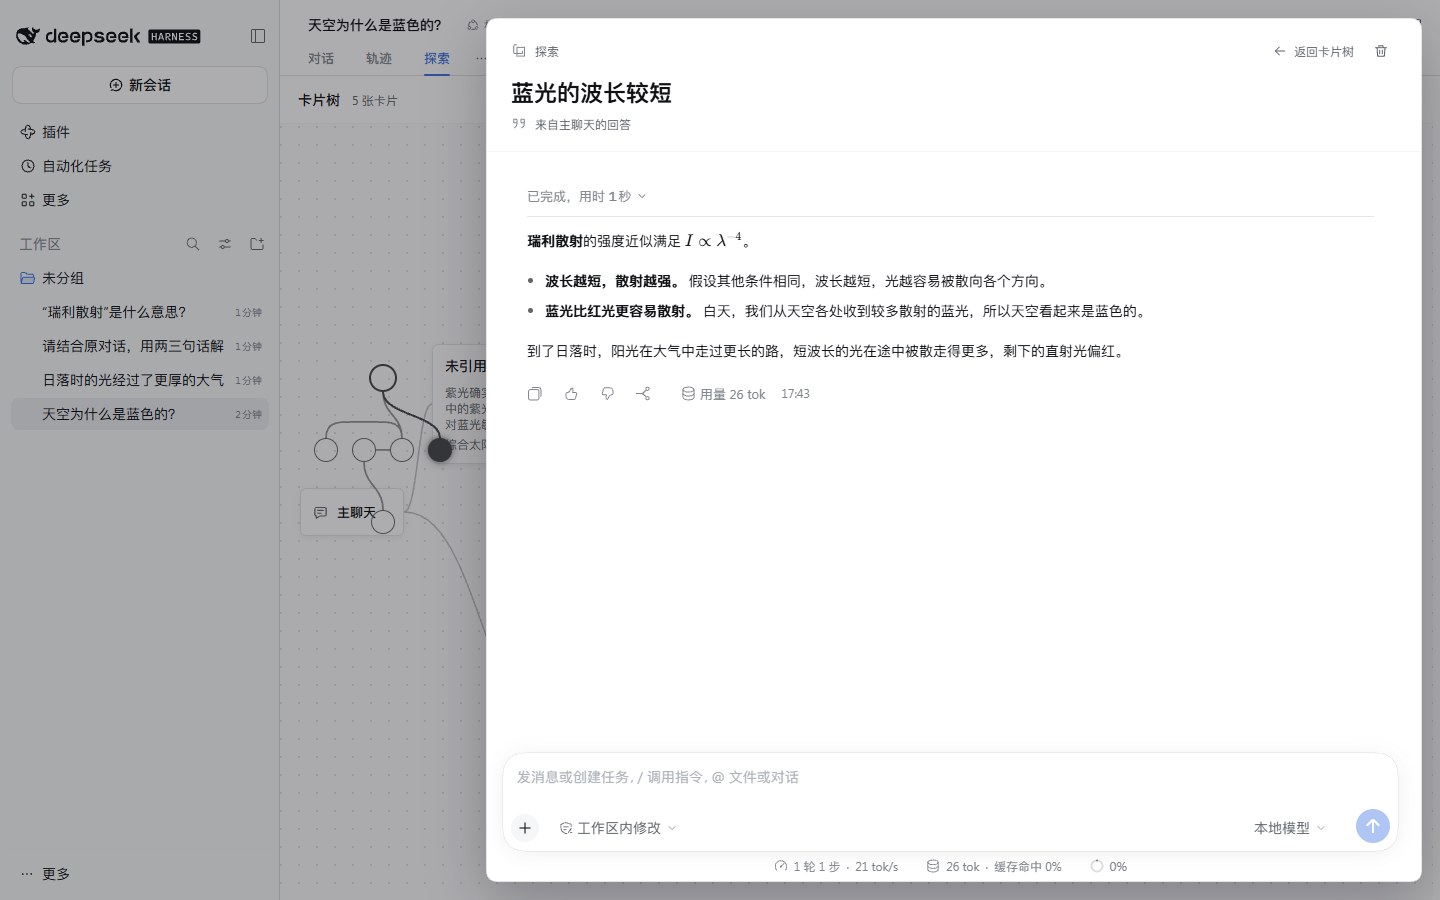 deepseek HARNESS
新会话
插件
自动化任务
更多
工作区
未分组
“瑞利散射”是什么意思? 1分钟
请结合原对话，用两三句话解 1分钟
日落时的光经过了更厚的大气 1分钟
天空为什么是蓝色的? 2分钟
更多
天空为什么是蓝色的?
对话 轨迹 探索 ...
卡片树 5 张卡片
未引用
紫光确实
中的紫光
综合太阳
主聊天
探索
返回卡片树
蓝光的波长较短
来自主聊天的回答
已完成，用时 1秒
瑞利散射的强度近似满足 I ∝ λ⁻⁴。
波长越短，散射越强。 假设其他条件相同，波长越短，光越容易被散向各个方向。
蓝光比红光更容易散射。 白天，我们从天空各处收到较多散射的蓝光，所以天空看起来是蓝色的。
到了日落时，阳光在大气中走过更长的路，短波长的光在途中被散走得更多，剩下的直射光偏红。
用量 26 tok 17:43
发消息或创建任务, / 调用指令, @ 文件或对话
工作区内修改
本地模型
1 轮 1 步 · 21 tok/s 26 tok · 缓存命中 0% 0%